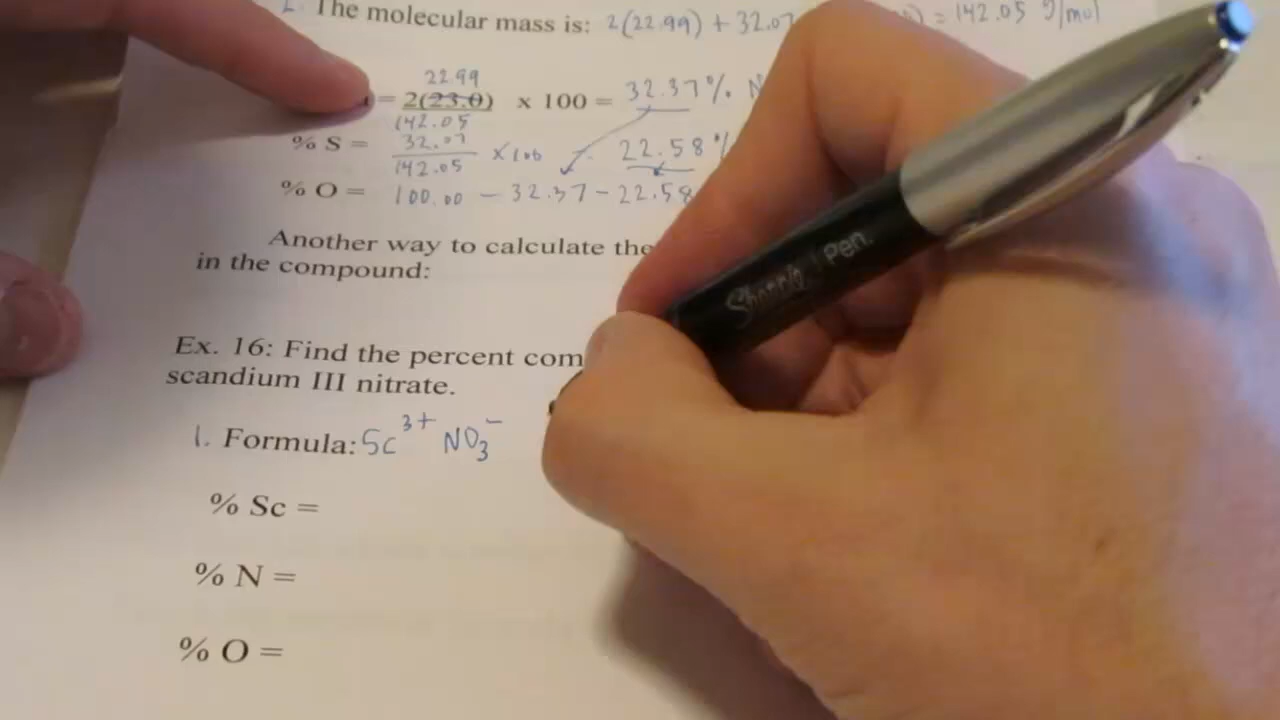 2. The molecular mass is: 2(22.99) + 32.07 = 142.05 g/mol
22.99
= 2(23.0) x 100 = 32.37% N
142.05
% S = 32.07 x 100 = 22.58 %
142.05
% O = 100.00 - 32.37 - 22.58
Another way to calculate the
in the compound:
Ex. 16: Find the percent com
scandium III nitrate.
1. Formula: Sc³⁺ NO₃⁻
% Sc =
% N =
% O =
Sharpie Pen.